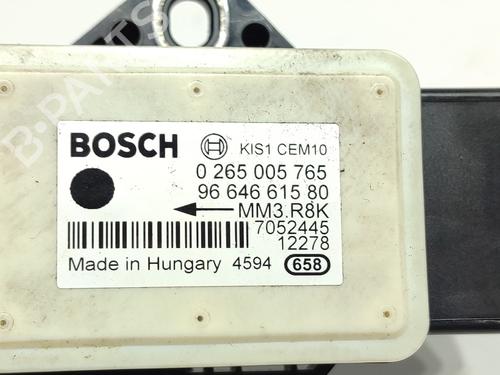 BOSCH KIS1 CEM10
0 265 005 765
96 646 615 80
MM3.R8K
7052445
12278
Made in Hungary 4594 658
B-PARTS